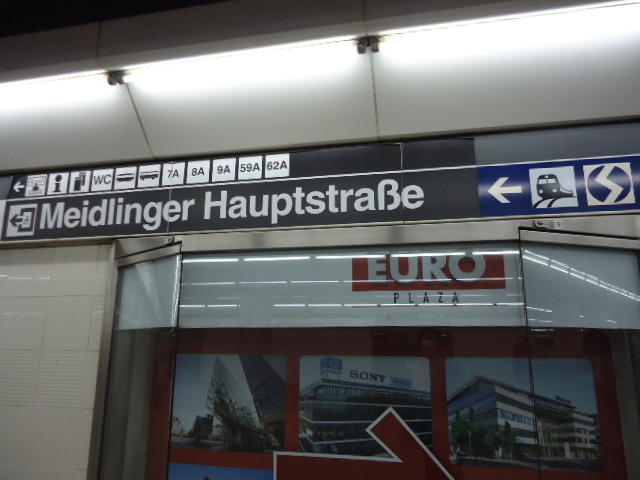 WC 7A 8A 9A 59A 62A
Meidlinger Hauptstraße
EURO
PLAZA
SONY